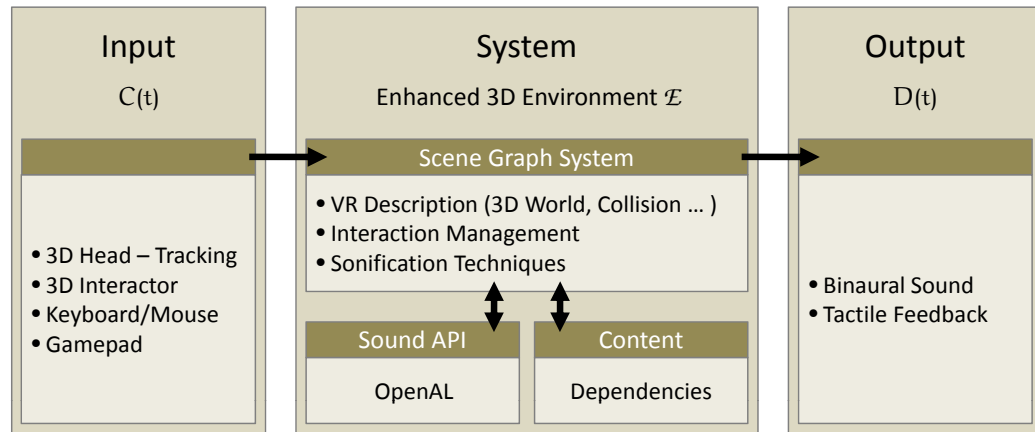 Input
C(t)
• 3D Head – Tracking
• 3D Interactor
• Keyboard/Mouse
• Gamepad
System
Enhanced 3D Environment ℰ
Scene Graph System
• VR Description (3D World, Collision … )
• Interaction Management
• Sonification Techniques
Sound API
OpenAL
Content
Dependencies
Output
D(t)
• Binaural Sound
• Tactile Feedback